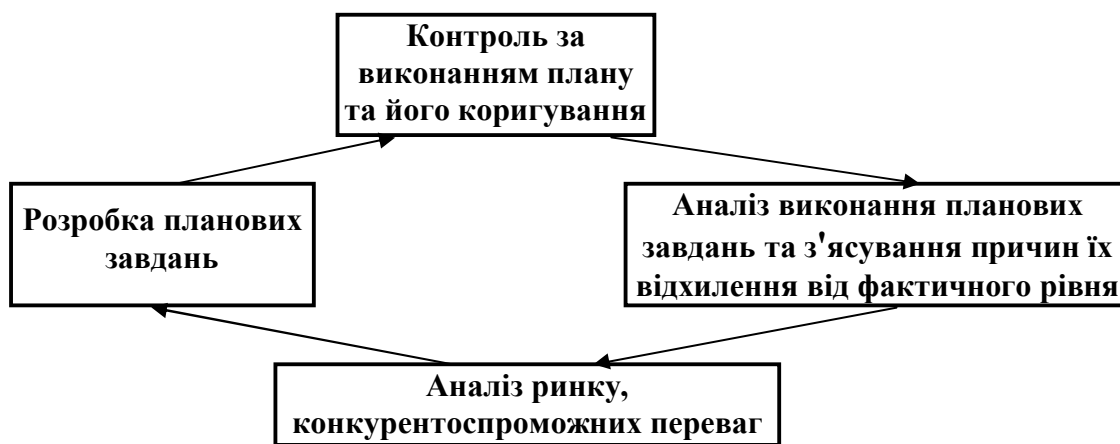 Контроль за
виконанням плану
та його коригування
Розробка планових
завдань
Аналіз виконання планових
завдань та з'ясування причин їх
відхилення від фактичного рівня
Аналіз ринку,
конкурентоспроможних переваг